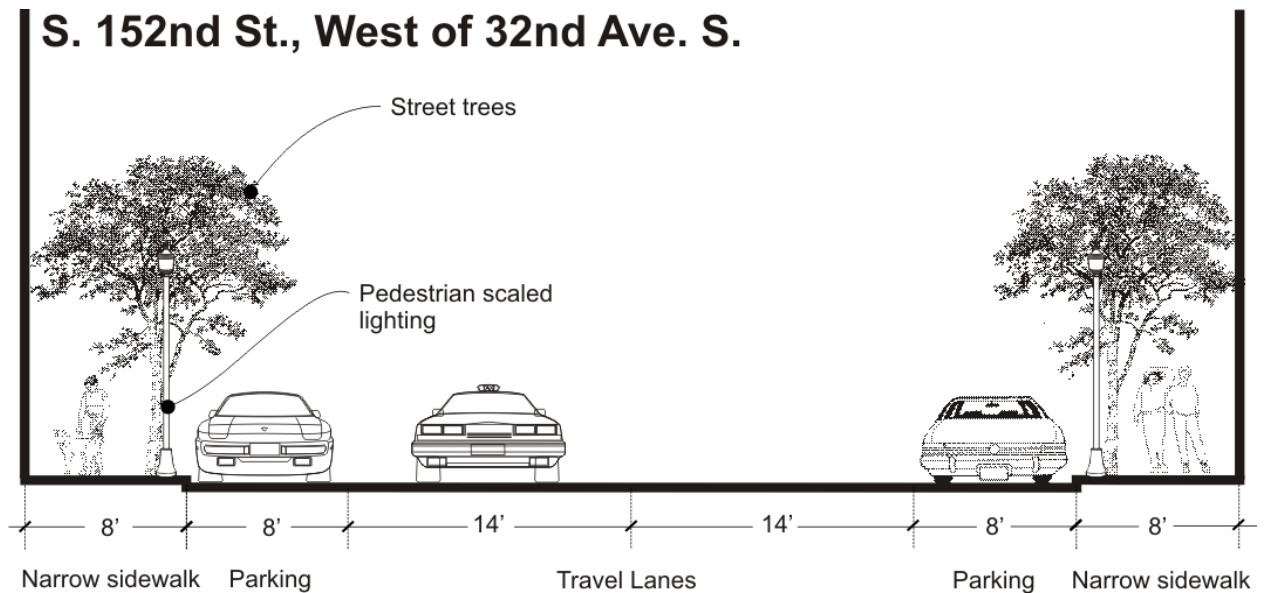 S. 152nd St., West of 32nd Ave. S.
Street trees
Pedestrian scaled
lighting
8’ 8’ 14’ 14’ 8’ 8’
Narrow sidewalk Parking Travel Lanes Parking Narrow sidewalk